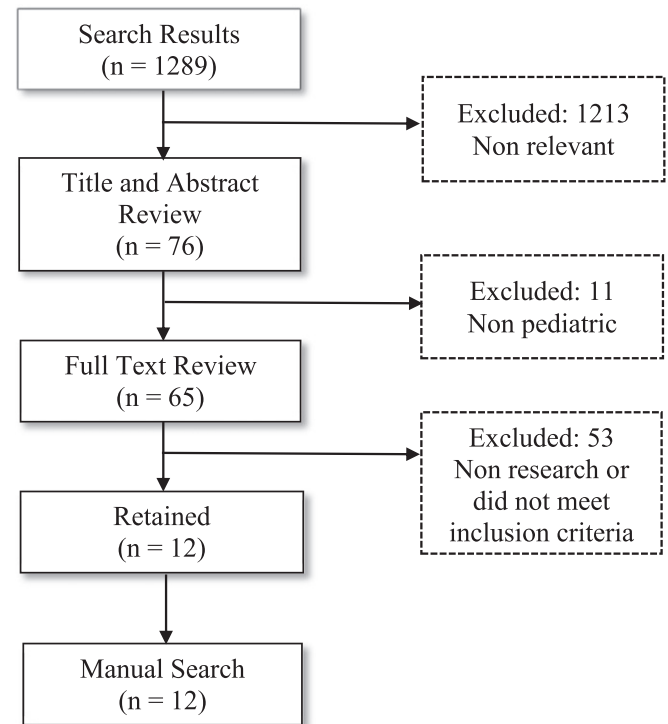 Search Results
(n = 1289)
Excluded: 1213
Non relevant
Title and Abstract
Review
(n = 76)
Excluded: 11
Non pediatric
Full Text Review
(n = 65)
Excluded: 53
Non research or
did not meet
inclusion criteria
Retained
(n = 12)
Manual Search
(n = 12)